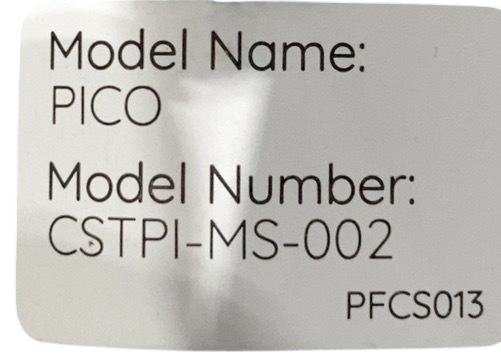 Model Name:
PICO
Model Number:
CSTPI-MS-002
PFCS013